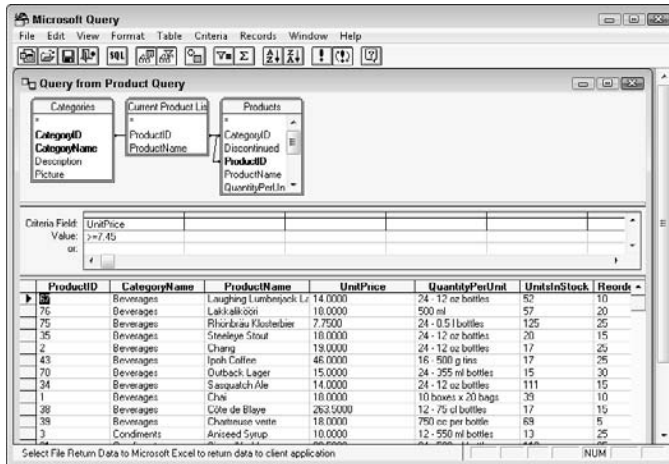 Microsoft Query
File Edit View Format Table Criteria Records Window Help
SQL
Query from Product Query
Categories Current Product Lis Products
* * *
CategoryID ProductID CategoryID
CategoryName ProductName Discontinued
Description ProductID
Picture ProductName
QuantityPerUn
Criteria Field: UnitPrice
Value: >=7.45
or:
ProductID CategoryName ProductName UnitPrice QuantityPerUnit UnitsInStock Reorde
67 Beverages Laughing Lumberjack La 14.0000 24 - 12 oz bottles 52 10
76 Beverages Lakkalikööri 18.0000 500 ml 57 20
75 Beverages Rhönbräu Klosterbier 7.7500 24 - 0.5 l bottles 125 25
35 Beverages Steeleye Stout 18.0000 24 - 12 oz bottles 20 15
2 Beverages Chang 19.0000 24 - 12 oz bottles 17 25
43 Beverages Ipoh Coffee 46.0000 16 - 500 g tins 17 25
70 Beverages Outback Lager 15.0000 24 - 355 ml bottles 15 30
34 Beverages Sasquatch Ale 14.0000 24 - 12 oz bottles 111 15
1 Beverages Chai 18.0000 10 boxes x 20 bags 39 10
38 Beverages Côte de Blaye 263.5000 12 - 75 cl bottles 17 15
39 Beverages Chartreuse verte 18.0000 750 cc per bottle 69 5
3 Condiments Aniseed Syrup 10.0000 12 - 550 ml bottles 13 25
Select File Return Data to Microsoft Excel to return data to client application NUM